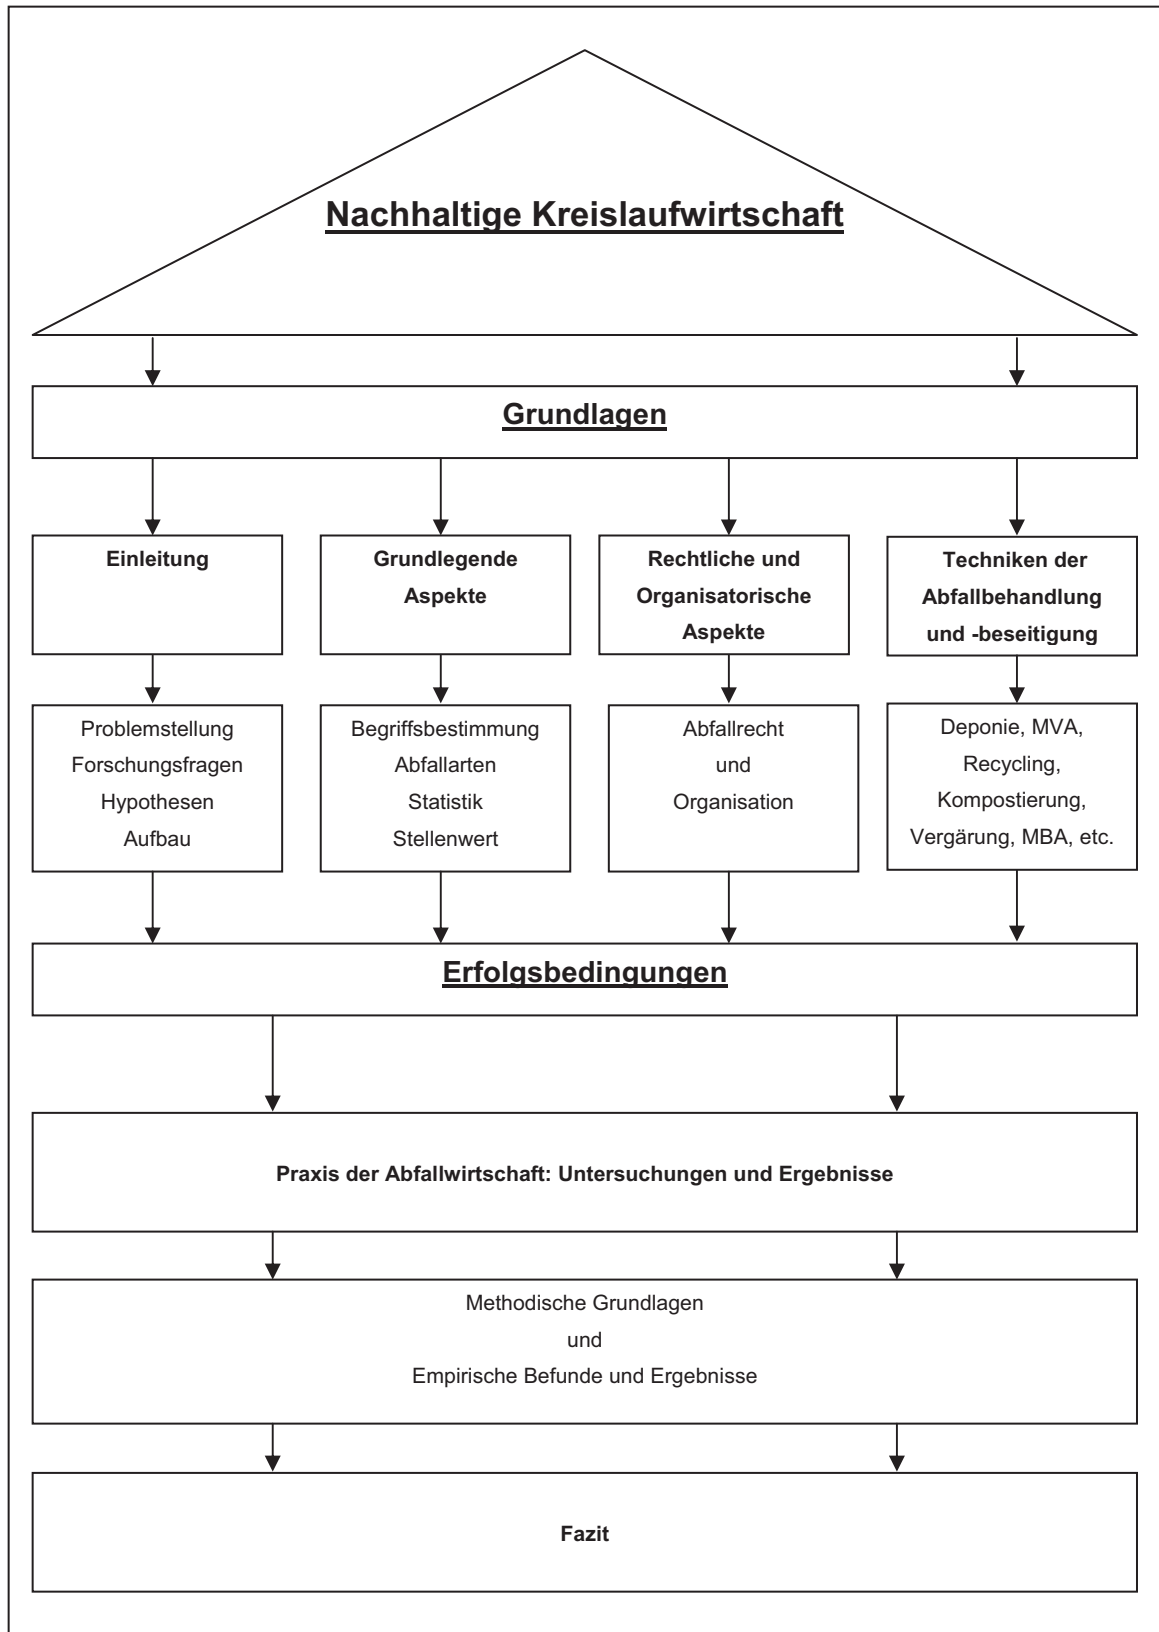 Nachhaltige Kreislaufwirtschaft
Grundlagen
Einleitung
Grundlegende
Aspekte
Rechtliche und
Organisatorische
Aspekte
Techniken der
Abfallbehandlung
und -beseitigung
Problemstellung
Forschungsfragen
Hypothesen
Aufbau
Begriffsbestimmung
Abfallarten
Statistik
Stellenwert
Abfallrecht
und
Organisation
Deponie, MVA,
Recycling,
Kompostierung,
Vergärung, MBA, etc.
Erfolgsbedingungen
Praxis der Abfallwirtschaft: Untersuchungen und Ergebnisse
Methodische Grundlagen
und
Empirische Befunde und Ergebnisse
Fazit